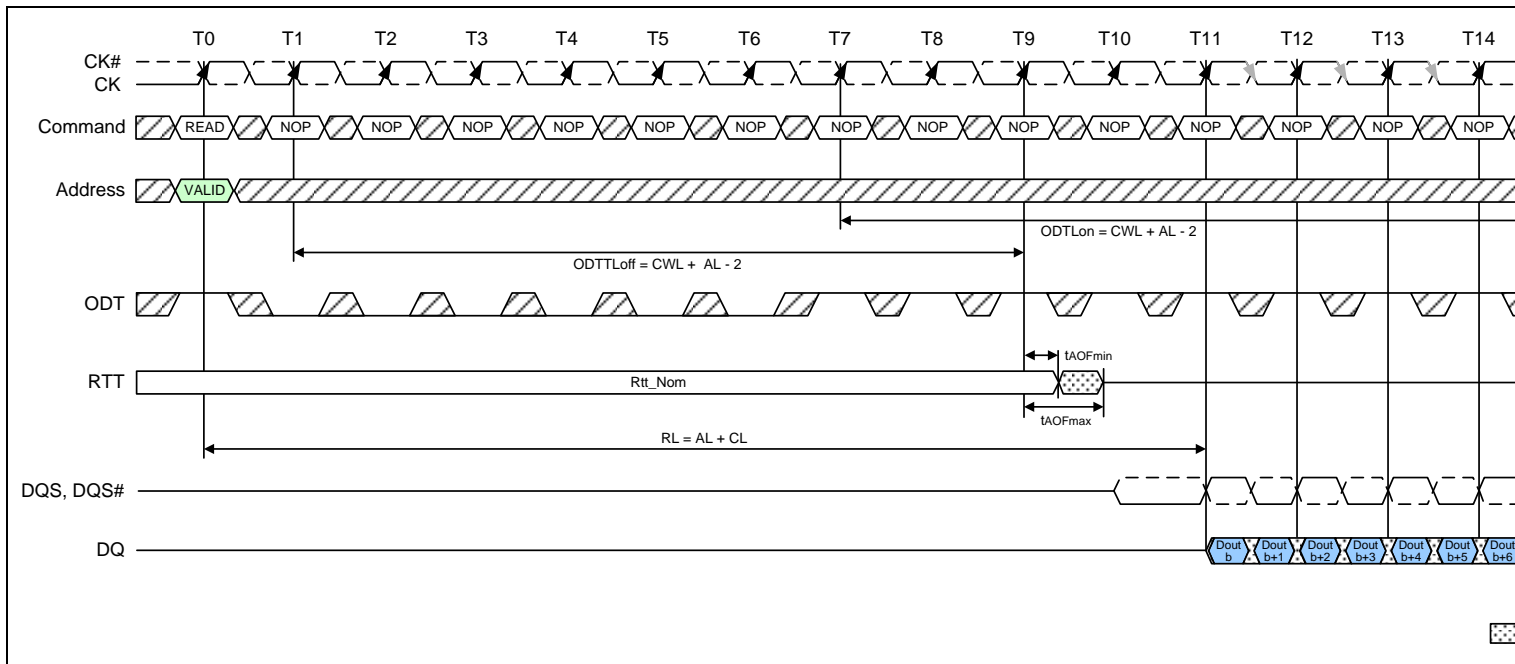 T0 T1 T2 T3 T4 T5 T6 T7 T8 T9 T10 T11 T12 T13 T14
CK#
CK
Command READ NOP NOP NOP NOP NOP NOP NOP NOP NOP NOP NOP NOP NOP NOP
Address VALID
ODTLon = CWL + AL - 2
ODTTLoff = CWL + AL - 2
ODT
tAOFmin
RTT Rtt_Nom
tAOFmax
RL = AL + CL
DQS, DQS#
DQ
Dout b Dout b+1 Dout b+2 Dout b+3 Dout b+4 Dout b+5 Dout b+6